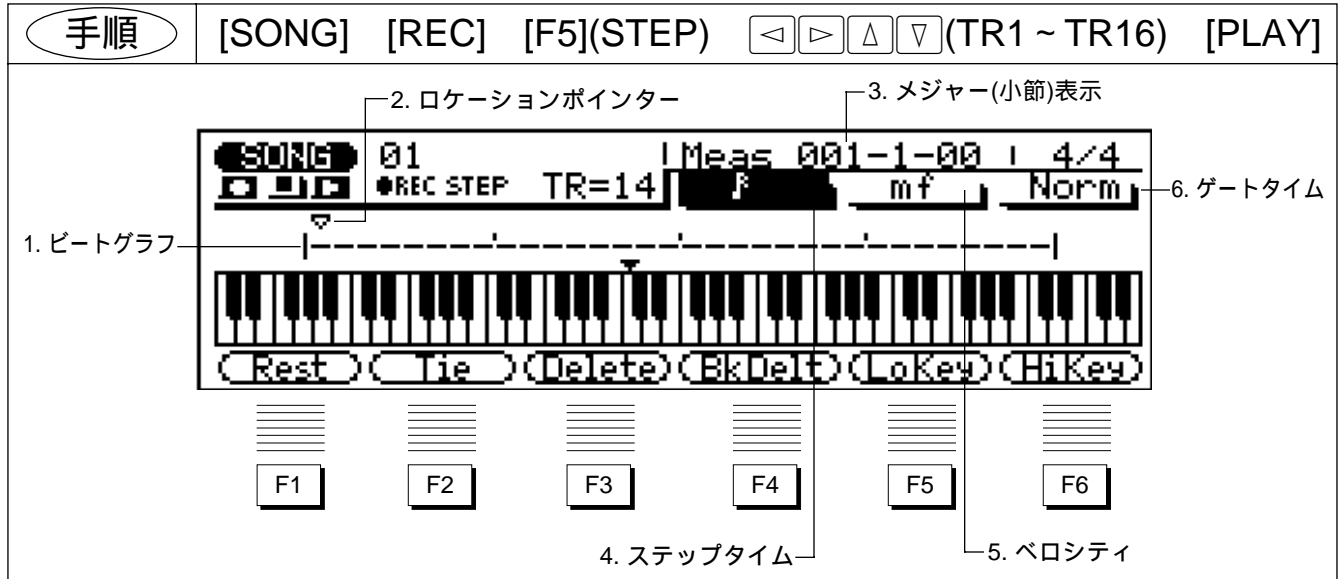 手順 [SONG] [REC] [F5](STEP) ◁▷△▽(TR1 ~ TR16) [PLAY]
2. ロケーションポインター
3. メジャー(小節)表示
SONG 01 Meas 001-1-00 4/4
●REC STEP TR=14 ♪ mf Norm
6. ゲートタイム
1. ビートグラフ
Rest Tie Delete BkDelt LoKey HiKey
F1 F2 F3 F4 F5 F6
4. ステップタイム
5. ベロシティ